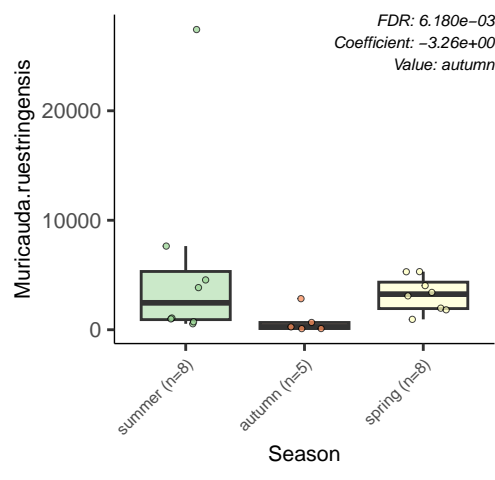 FDR: 6.180e−03
Coefficient: −3.26e+00
Value: autumn
Muricauda.ruestringensis
20000
10000
0
summer (n=8)
autumn (n=5)
spring (n=8)
Season